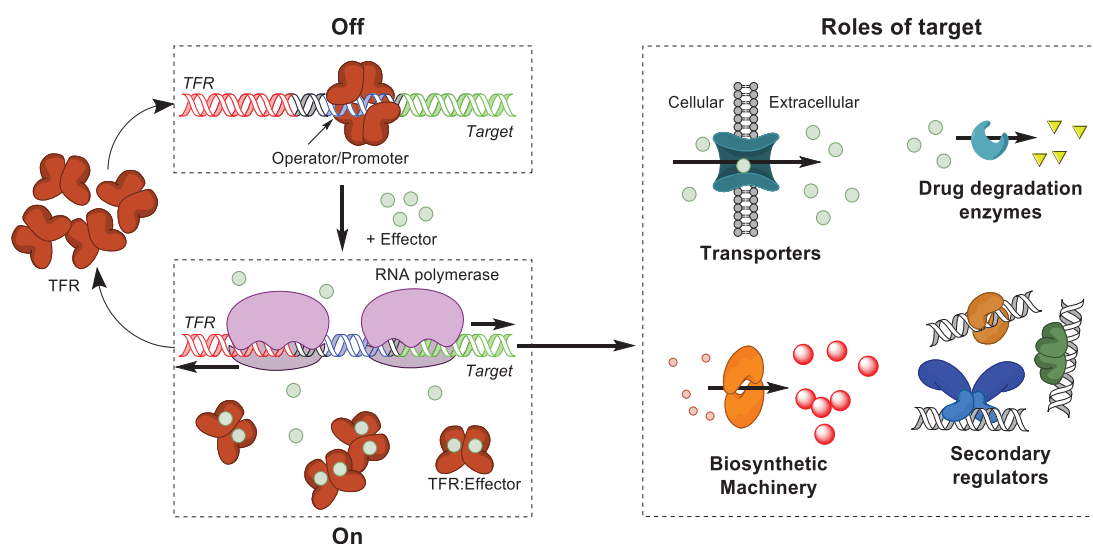 Off
TFR
Target
Operator/Promoter
+ Effector
TFR
RNA polymerase
TFR
Target
TFR:Effector
On
Roles of target
Cellular
Extracellular
Transporters
Drug degradation
enzymes
Biosynthetic
Machinery
Secondary
regulators